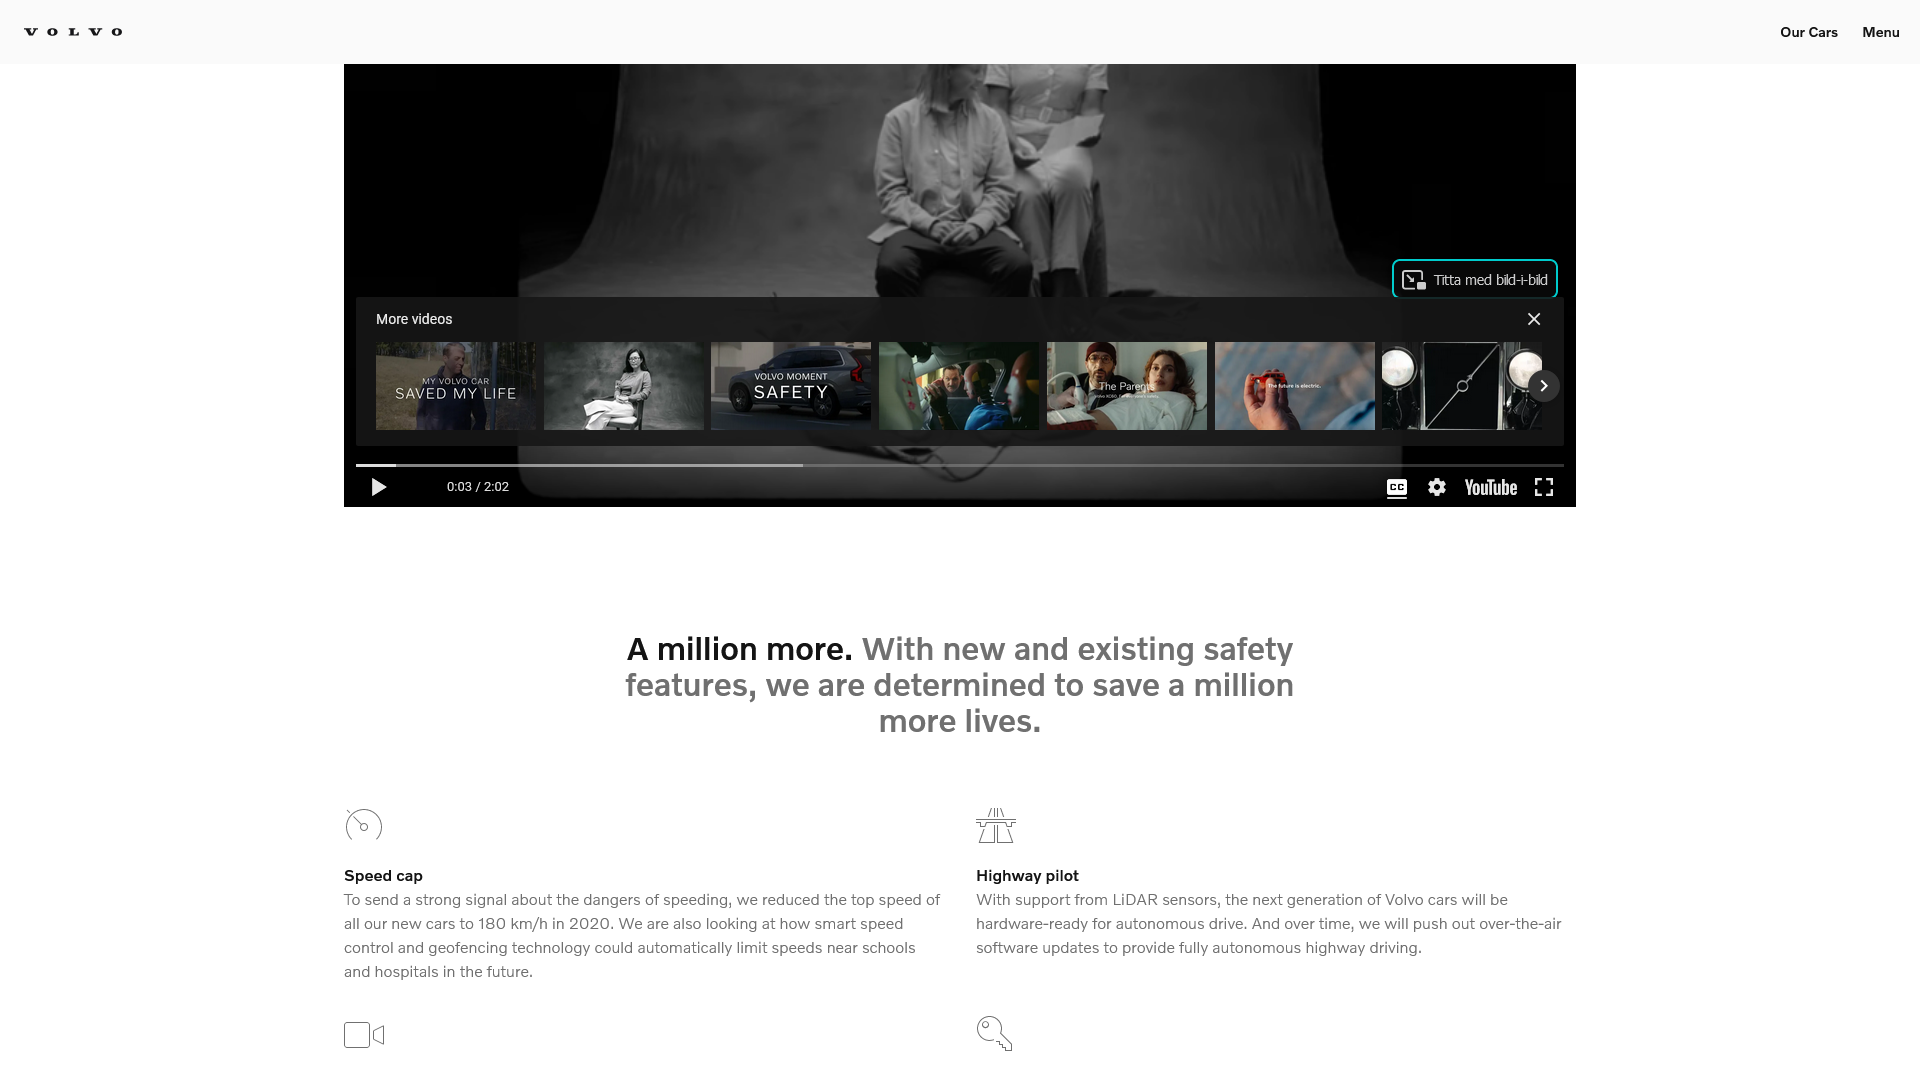 VOLVO
Our Cars
Menu
Titta med bild-i-bild
More videos
MY VOLVO CAR
SAVED MY LIFE
VOLVO MOMENT
SAFETY
The Parents
The future is electric.
0:03 / 2:02
CC
YouTube
A million more. With new and existing safety
features, we are determined to save a million
more lives.
Speed cap
To send a strong signal about the dangers of speeding, we reduced the top speed of
all our new cars to 180 km/h in 2020. We are also looking at how smart speed
control and geofencing technology could automatically limit speeds near schools
and hospitals in the future.
Highway pilot
With support from LiDAR sensors, the next generation of Volvo cars will be
hardware-ready for autonomous drive. And over time, we will push out over-the-air
software updates to provide fully autonomous highway driving.